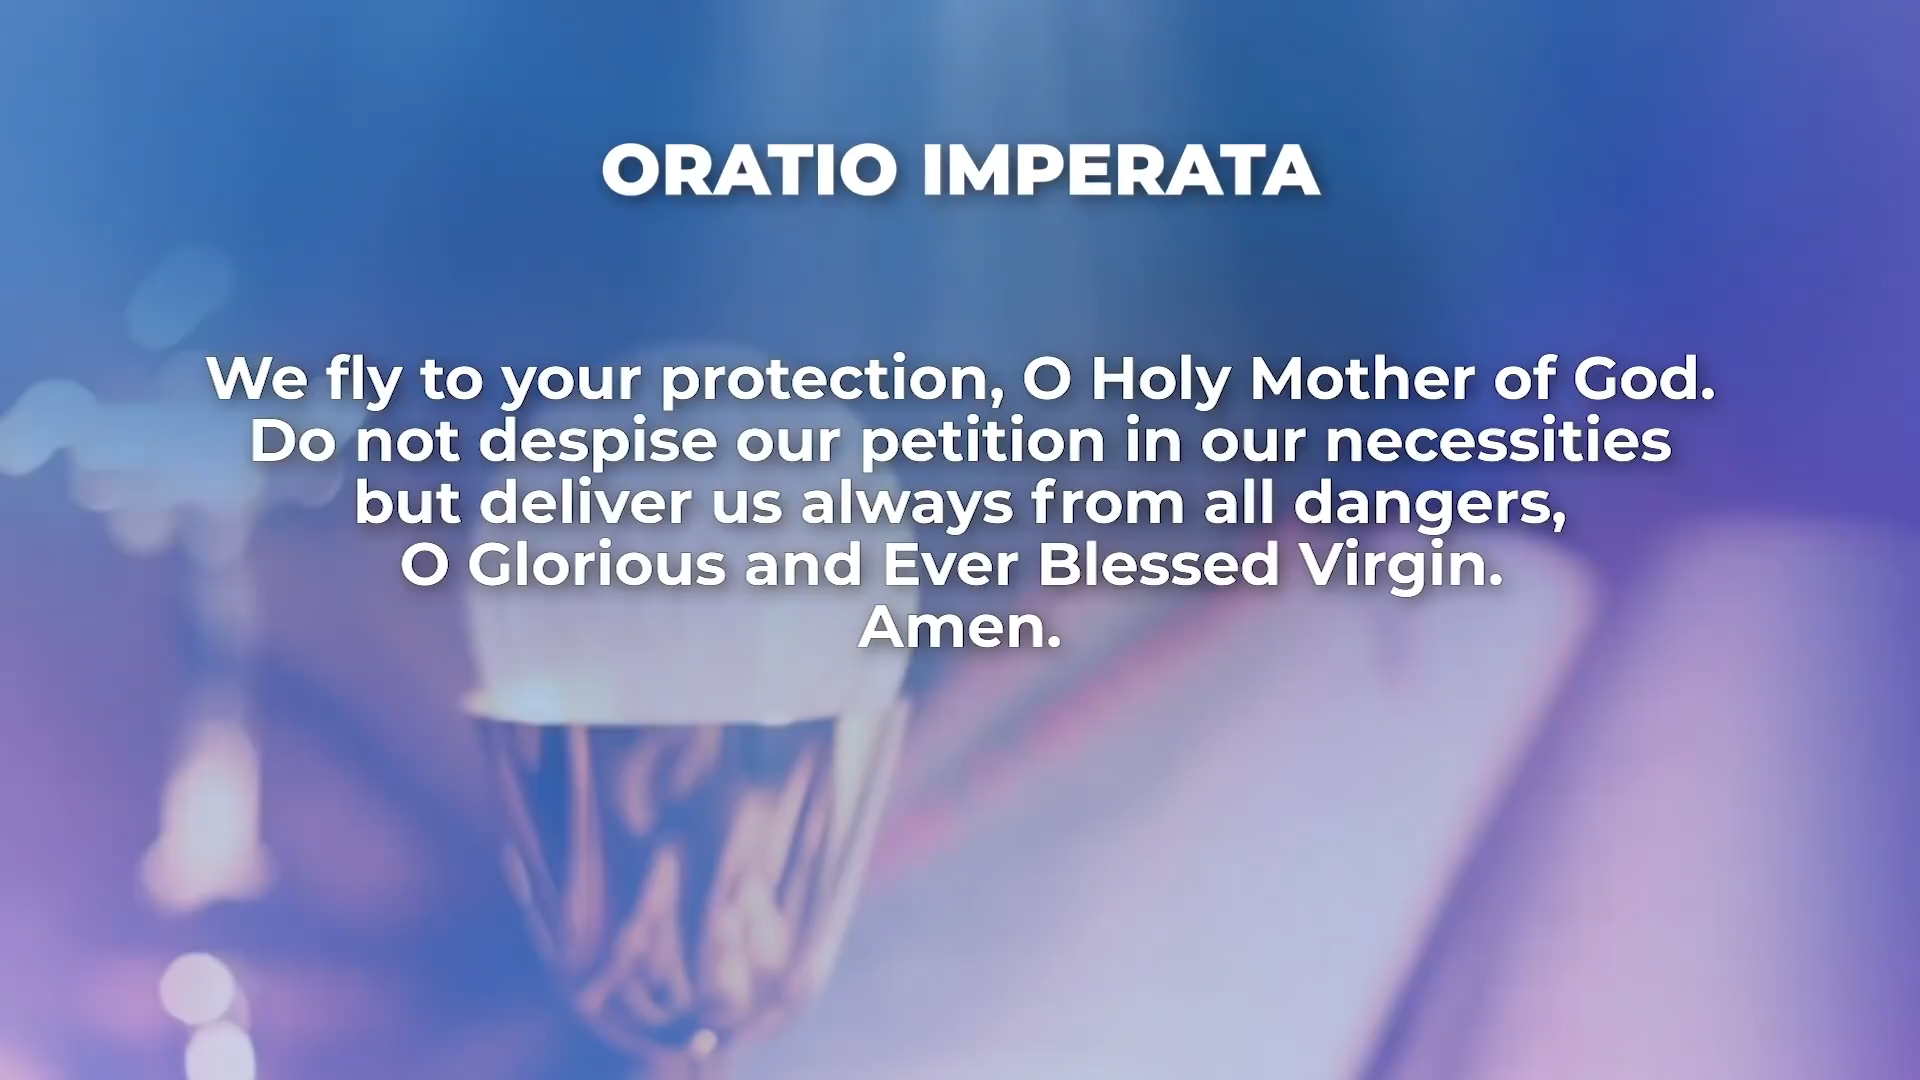 ORATIO IMPERATA
We fly to your protection, O Holy Mother of God.
Do not despise our petition in our necessities
but deliver us always from all dangers,
O Glorious and Ever Blessed Virgin.
Amen.